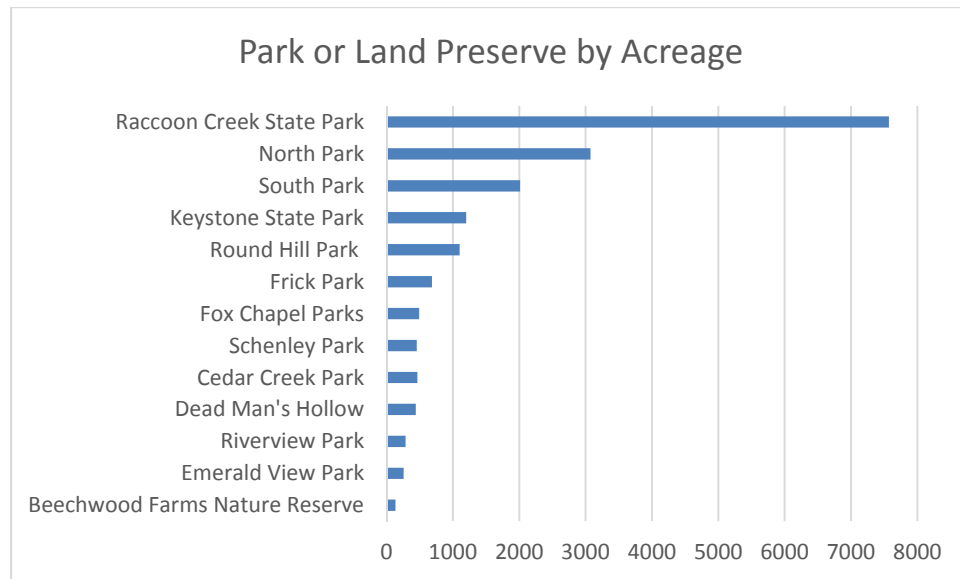 Park or Land Preserve by Acreage
Raccoon Creek State Park
North Park
South Park
Keystone State Park
Round Hill Park
Frick Park
Fox Chapel Parks
Schenley Park
Cedar Creek Park
Dead Man's Hollow
Riverview Park
Emerald View Park
Beechwood Farms Nature Reserve
0 1000 2000 3000 4000 5000 6000 7000 8000